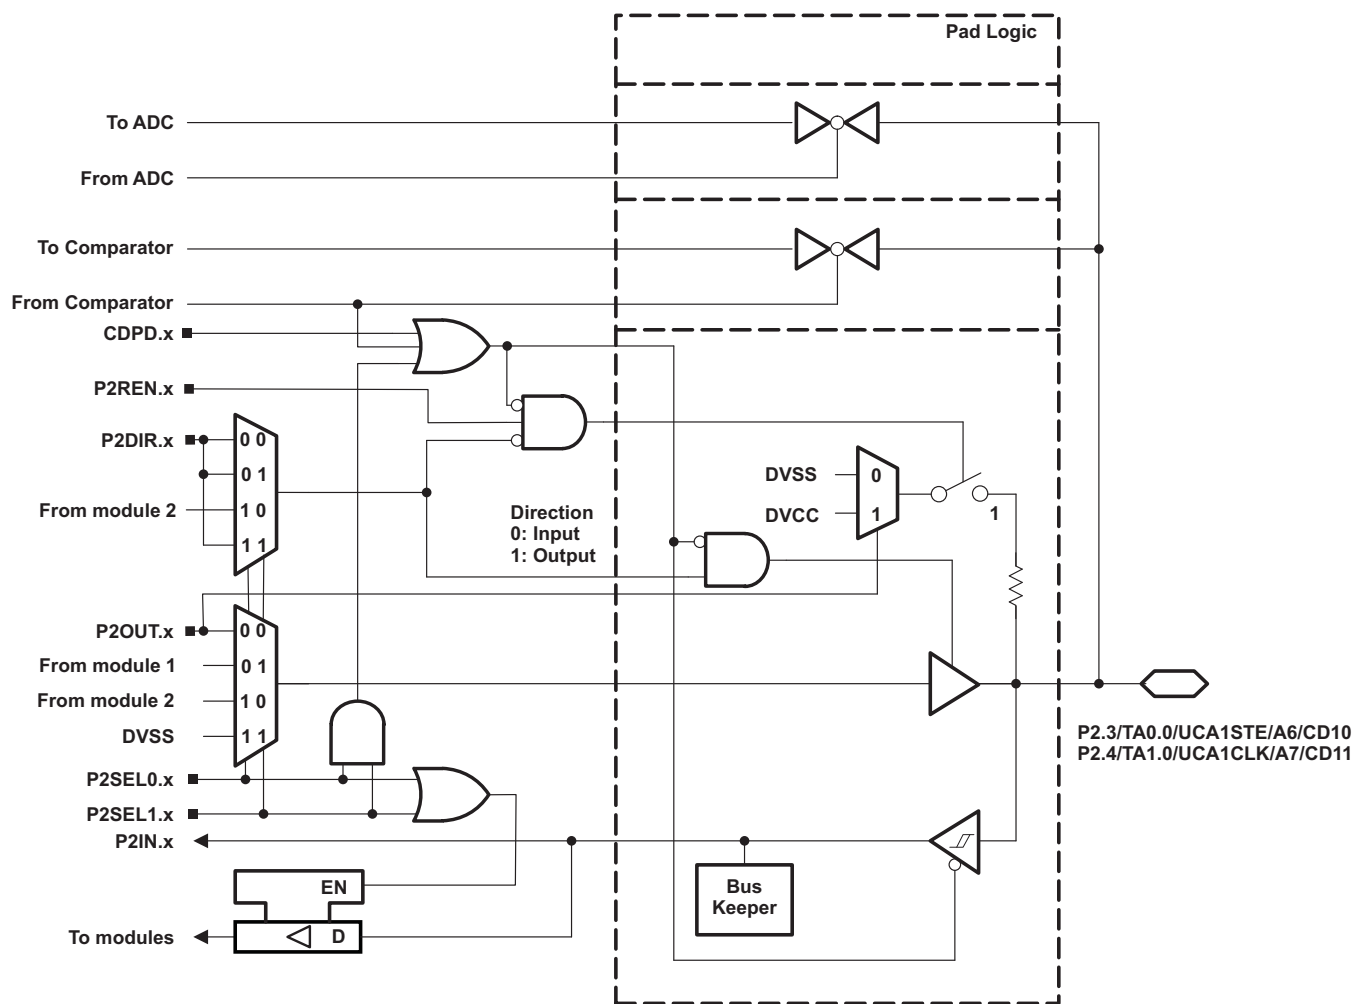 Pad Logic
To ADC
From ADC
To Comparator
From Comparator
CDPD.x
P2REN.x
P2DIR.x
0 0
0 1
From module 2
1 0
1 1
Direction
0: Input
1: Output
DVSS
0
DVCC
1
1
P2OUT.x
0 0
From module 1
0 1
From module 2
1 0
DVSS
1 1
P2.3/TA0.0/UCA1STE/A6/CD10
P2.4/TA1.0/UCA1CLK/A7/CD11
P2SEL0.x
P2SEL1.x
P2IN.x
Bus
Keeper
EN
To modules
D